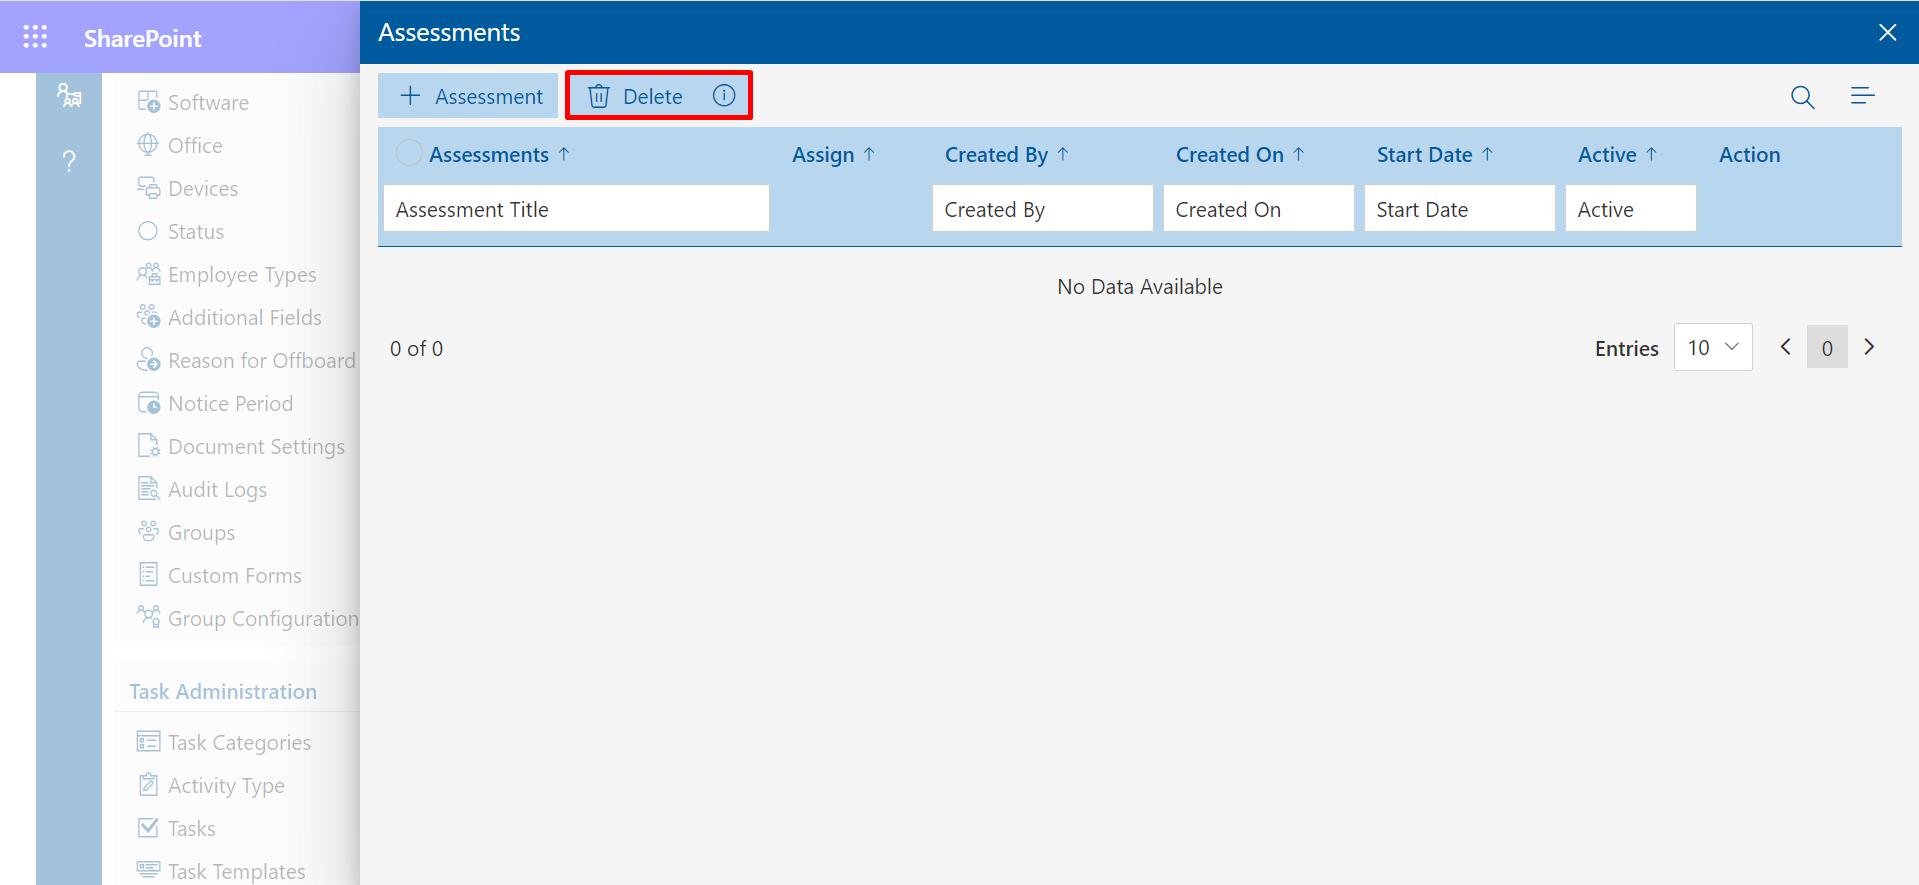 SharePoint
Software
Office
Devices
Status
Employee Types
Additional Fields
Reason for Offboard
Notice Period
Document Settings
Audit Logs
Groups
Custom Forms
Group Configuration
Task Administration
Task Categories
Activity Type
Tasks
Task Templates
Assessments
Assessment Delete
Assessments Assign Created By Created On Start Date Active Action
Assessment Title Created By Created On Start Date Active
No Data Available
0 of 0 Entries 10 0